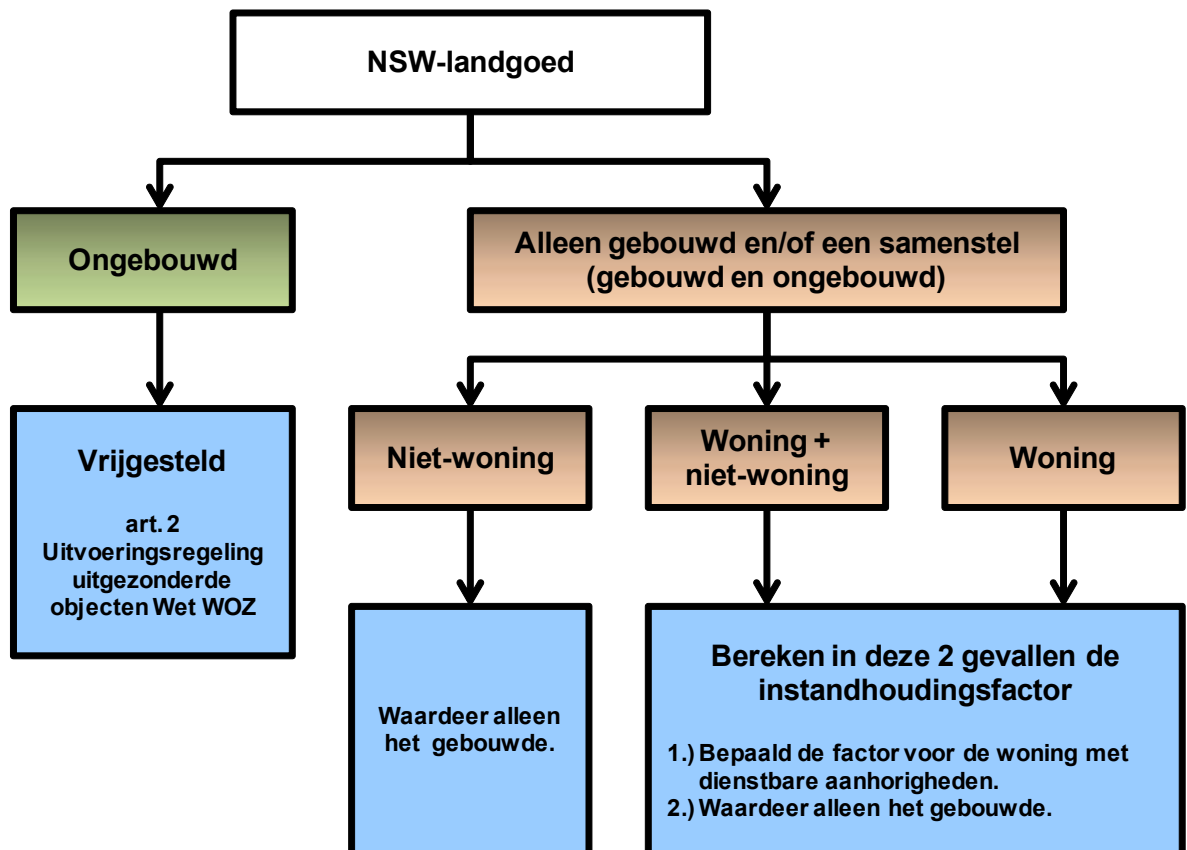 NSW-landgoed
Ongebouwd
Alleen gebouwd en/of een samenstel
(gebouwd en ongebouwd)
Vrijgesteld
art. 2
Uitvoeringsregeling
uitgezonderde
objecten Wet WOZ
Niet-woning
Woning +
niet-woning
Woning
Waardeer alleen
het gebouwde.
Bereken in deze 2 gevallen de
instandhoudingsfactor
1.) Bepaald de factor voor de woning met
dienstbare aanhorigheden.
2.) Waardeer alleen het gebouwde.